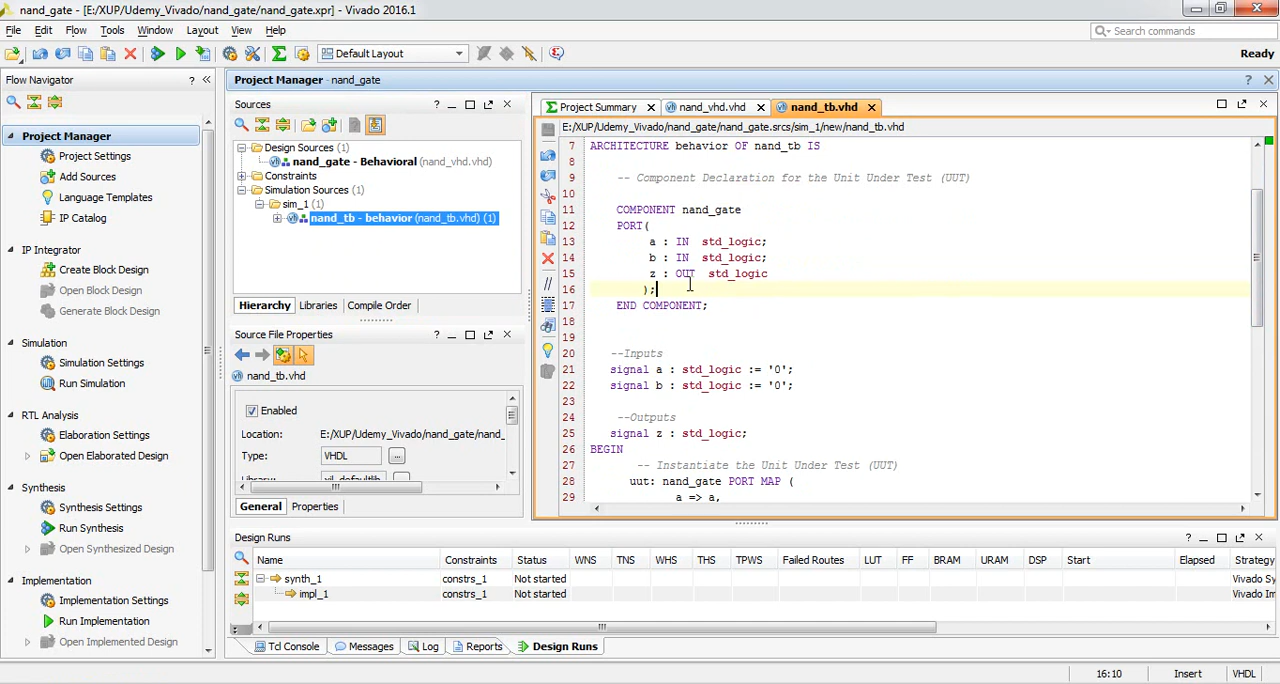 nand_gate - [E:/XUP/Udemy_Vivado/nand_gate/nand_gate.xpr] - Vivado 2016.1
File Edit Flow Tools Window Layout View Help
Search commands
Default Layout
Ready
Flow Navigator
Project Manager - nand_gate
Project Manager
Project Settings
Add Sources
Language Templates
IP Catalog
IP Integrator
Create Block Design
Open Block Design
Generate Block Design
Simulation
Simulation Settings
Run Simulation
RTL Analysis
Elaboration Settings
Open Elaborated Design
Synthesis
Synthesis Settings
Run Synthesis
Open Synthesized Design
Implementation
Implementation Settings
Run Implementation
Open Implemented Design
Sources
Design Sources (1)
nand_gate - Behavioral (nand_vhd.vhd)
Constraints
Simulation Sources (1)
sim_1 (1)
nand_tb - behavior (nand_tb.vhd) (1)
Hierarchy Libraries Compile Order
Source File Properties
nand_tb.vhd
Enabled
Location: E:/XUP/Udemy_Vivado/nand_gate/nand_
Type: VHDL
Library: xil_defaultlib
General Properties
Project Summary nand_vhd.vhd nand_tb.vhd
E:/XUP/Udemy_Vivado/nand_gate/nand_gate.srcs/sim_1/new/nand_tb.vhd
7 ARCHITECTURE behavior OF nand_tb IS
8
9 -- Component Declaration for the Unit Under Test (UUT)
10
11 COMPONENT nand_gate
12 PORT(
13 a : IN std_logic;
14 b : IN std_logic;
15 z : OUT std_logic
16 );
17 END COMPONENT;
18
19
20 --Inputs
21 signal a : std_logic := '0';
22 signal b : std_logic := '0';
23
24 --Outputs
25 signal z : std_logic;
26 BEGIN
27 -- Instantiate the Unit Under Test (UUT)
28 uut: nand_gate PORT MAP (
29 a => a,
Design Runs
Name Constraints Status WNS TNS WHS THS TPWS Failed Routes LUT FF BRAM URAM DSP Start Elapsed Strategy
synth_1 constrs_1 Not started Vivado Sy
impl_1 constrs_1 Not started Vivado Im
Tcl Console Messages Log Reports Design Runs
16:10 Insert VHDL